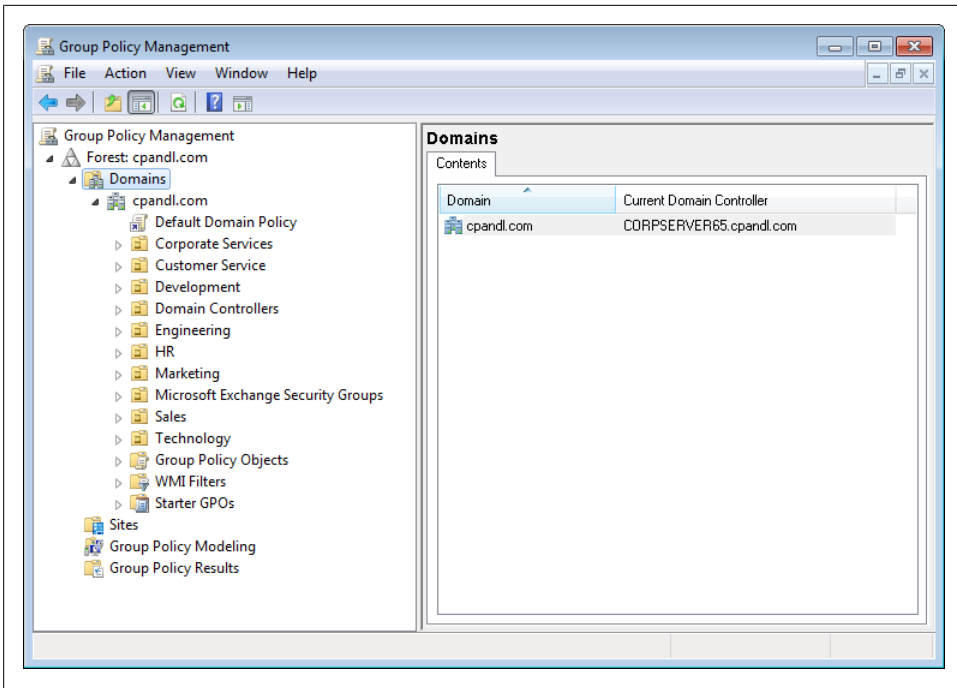 Group Policy Management
File Action View Window Help
Group Policy Management
Forest: cpandl.com
Domains
cpandl.com
Default Domain Policy
Corporate Services
Customer Service
Development
Domain Controllers
Engineering
HR
Marketing
Microsoft Exchange Security Groups
Sales
Technology
Group Policy Objects
WMI Filters
Starter GPOs
Sites
Group Policy Modeling
Group Policy Results
Domains
Contents
Domain Current Domain Controller
cpandl.com CORPSERVER65.cpandl.com